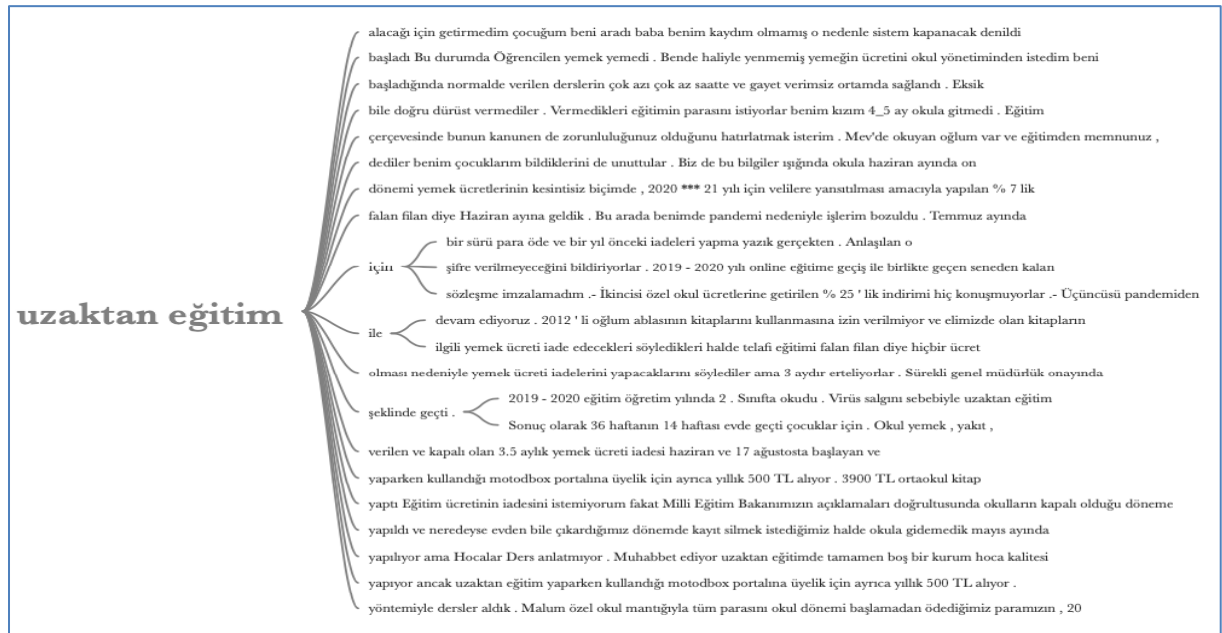 alacağı için getirmedim çocuğum beni aradı baba benim kaydım olmamış o nedenle sistem kapanacak denildi
başladı Bu durumda Öğrencilen yemek yemedi . Bende haliyle yenmemiş yemeğin ücretini okul yönetiminden istedim beni
başladığında normalde verilen derslerin çok azı çok az saatte ve gayet verimsiz ortamda sağlandı . Eksik
bile doğru dürüst vermediler . Vermedikleri eğitimin parasını istiyorlar benim kızım 4_5 ay okula gitmedi . Eğitim
çerçevesinde bunun kanunen de zorunluluğunuz olduğunu hatırlatmak isterim . Mev'de okuyan oğlum var ve eğitimden memnunuz ,
dediler benim çocuklarım bildiklerini de unuttular . Biz de bu bilgiler ışığında okula haziran ayında on
dönemi yemek ücretlerinin kesintisiz biçimde , 2020 *** 21 yılı için velilere yansıtılması amacıyla yapılan % 7 lik
falan filan diye Haziran ayına geldik . Bu arada benimde pandemi nedeniyle işlerim bozuldu . Temmuz ayında
bir sürü para öde ve bir yıl önceki iadeleri yapma yazık gerçekten . Anlaşılan o
için
şifre verilmeyeceğini bildiriyorlar . 2019 - 2020 yılı online eğitime geçiş ile birlikte geçen seneden kalan
sözleşme imzalamadım .- İkincisi özel okul ücretlerine getirilen % 25 ' lik indirimi hiç konuşmuyorlar .- Üçüncüsü pandemiden
uzaktan eğitim
devam ediyoruz . 2012 ' li oğlum ablasının kitaplarını kullanmasına izin verilmiyor ve elimizde olan kitapların
ile
ilgili yemek ücreti iade edecekleri söyledikleri halde telafi eğitimi falan filan diye hiçbir ücret
olması nedeniyle yemek ücreti iadelerini yapacaklarını söylediler ama 3 aydır erteliyorlar . Sürekli genel müdürlük onayında
2019 - 2020 eğitim öğretim yılında 2 . Sınıfta okudu . Virüs salgını sebebiyle uzaktan eğitim
şeklinde geçti .
Sonuç olarak 36 haftanın 14 haftası evde geçti çocuklar için . Okul yemek , yakıt ,
verilen ve kapalı olan 3.5 aylık yemek ücreti iadesi haziran ve 17 ağustosta başlayan ve
yaparken kullandığı motodbox portalına üyelik için ayrıca yıllık 500 TL alıyor . 3900 TL ortaokul kitap
yaptı Eğitim ücretinin iadesini istemiyorum fakat Milli Eğitim Bakanımızın açıklamaları doğrultusunda okulların kapalı olduğu döneme
yapıldı ve neredeyse evden bile çıkardığımız dönemde kayıt silmek istediğimiz halde okula gidemedik mayıs ayında
yapılıyor ama Hocalar Ders anlatmıyor . Muhabbet ediyor uzaktan eğitimde tamamen boş bir kurum hoca kalitesi
yapıyor ancak uzaktan eğitim yaparken kullandığı motodbox portalına üyelik için ayrıca yıllık 500 TL alıyor .
yöntemiyle dersler aldık . Malum özel okul mantığıyla tüm parasını okul dönemi başlamadan ödediğimiz paramızın , 20